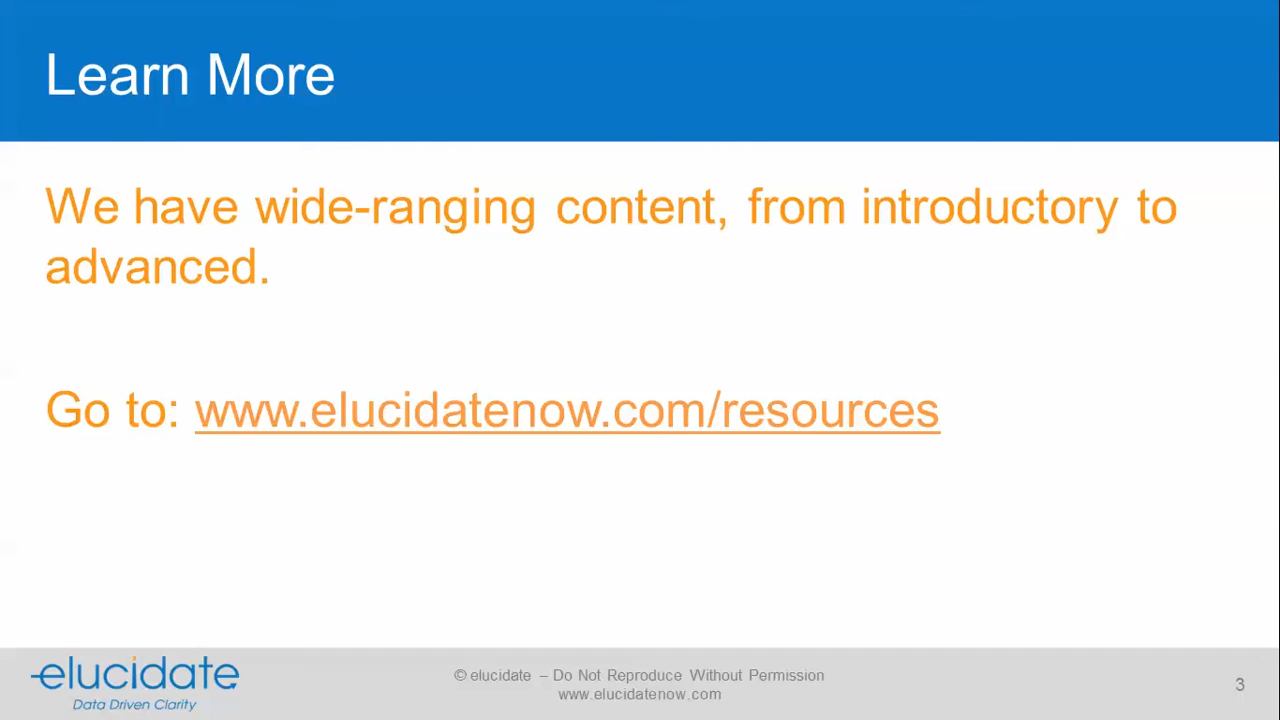 Learn More
We have wide-ranging content, from introductory to
advanced.
Go to: www.elucidatenow.com/resources
elucidate
Data Driven Clarity
© elucidate – Do Not Reproduce Without Permission
www.elucidatenow.com
3